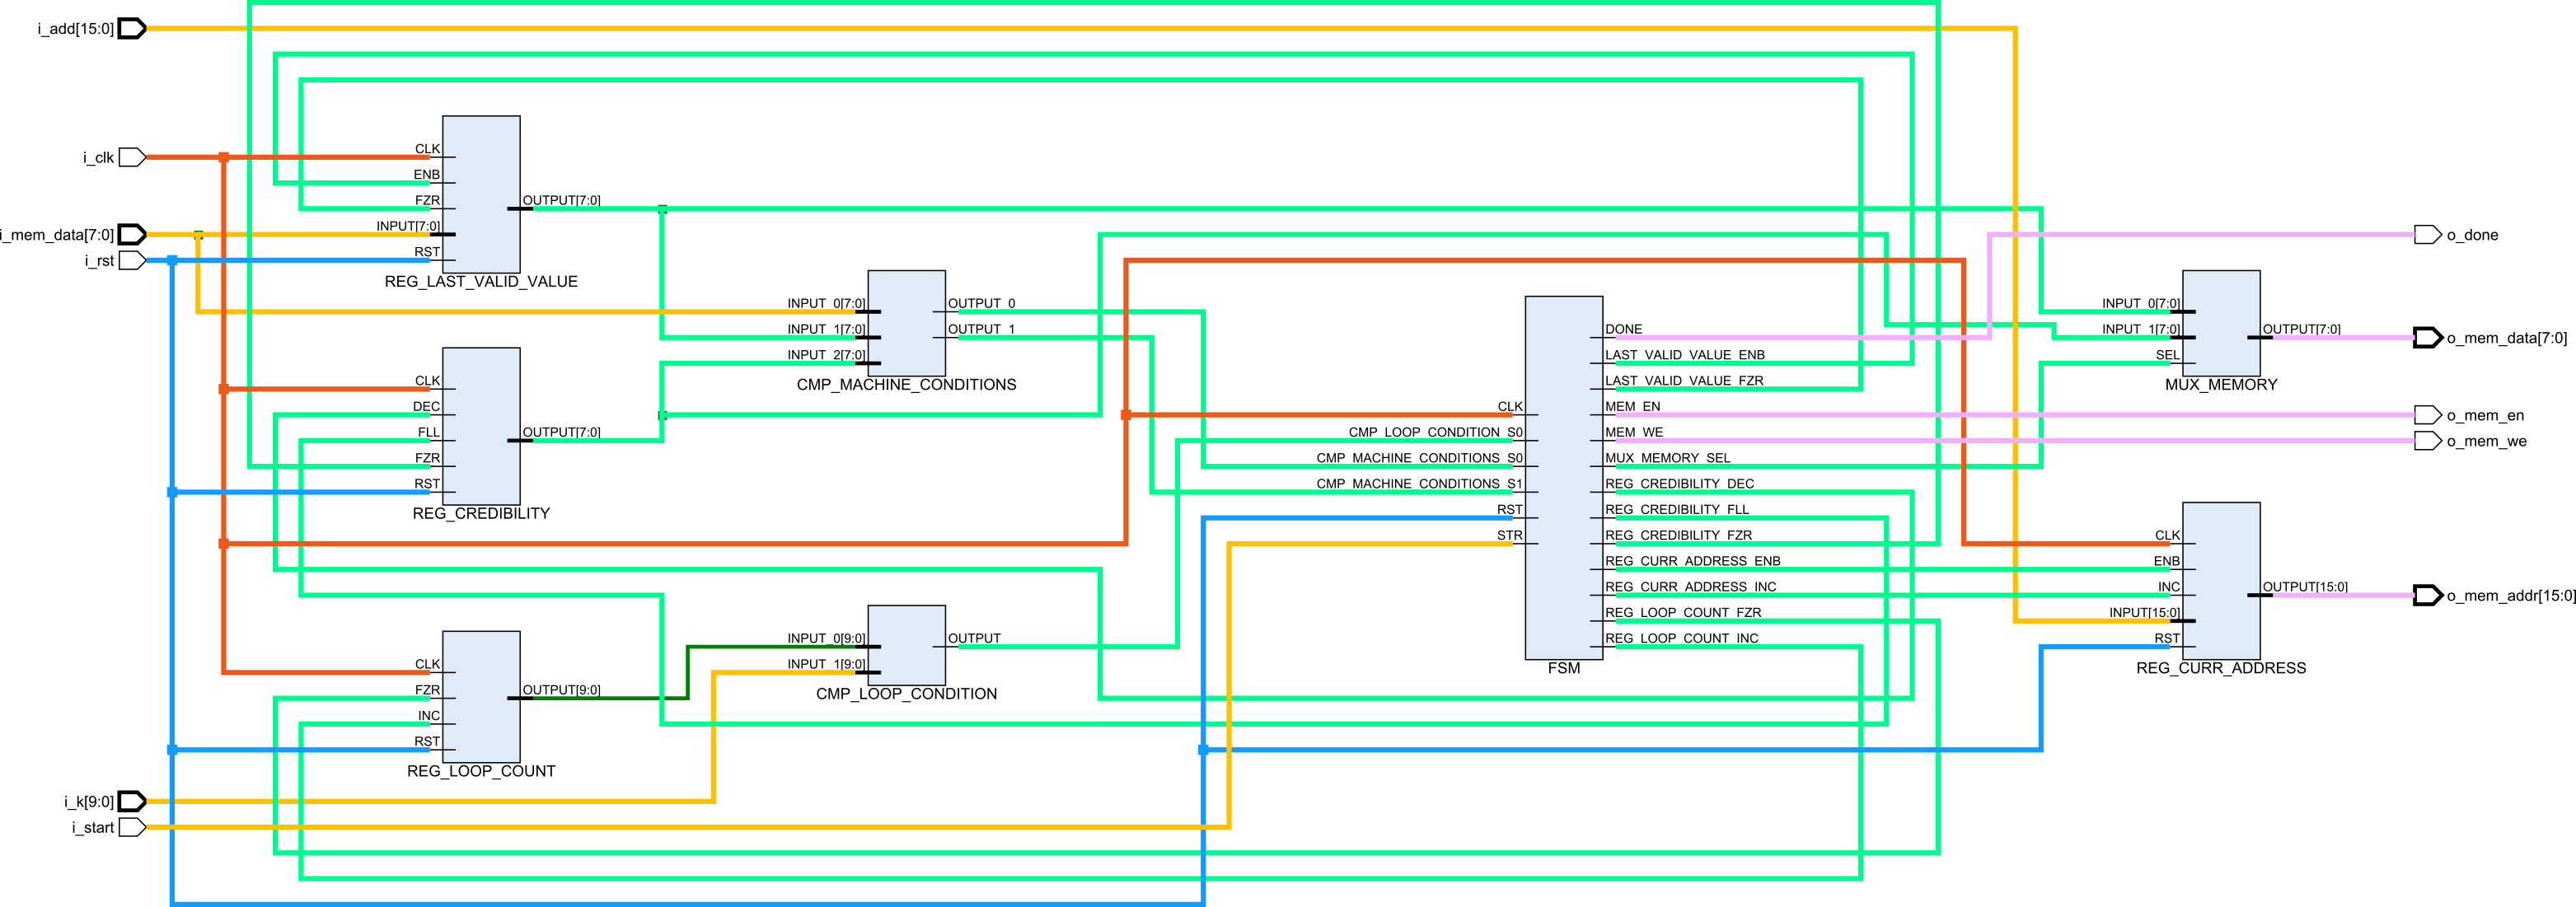 i_add[15:0]
i_clk
i_mem_data[7:0]
i_rst
i_k[9:0]
i_start
CLK
ENB
FZR
INPUT[7:0]
RST
OUTPUT[7:0]
REG_LAST_VALID_VALUE
CLK
DEC
FLL
FZR
RST
OUTPUT[7:0]
REG_CREDIBILITY
CLK
FZR
INC
RST
OUTPUT[9:0]
REG_LOOP_COUNT
INPUT_0[7:0]
INPUT_1[7:0]
INPUT_2[7:0]
OUTPUT_0
OUTPUT_1
CMP_MACHINE_CONDITIONS
INPUT_0[9:0]
INPUT_1[9:0]
OUTPUT
CMP_LOOP_CONDITION
CLK
CMP_LOOP_CONDITION_S0
CMP_MACHINE_CONDITIONS_S0
CMP_MACHINE_CONDITIONS_S1
RST
STR
DONE
LAST_VALID_VALUE_ENB
LAST_VALID_VALUE_FZR
MEM_EN
MEM_WE
MUX_MEMORY_SEL
REG_CREDIBILITY_DEC
REG_CREDIBILITY_FLL
REG_CREDIBILITY_FZR
REG_CURR_ADDRESS_ENB
REG_CURR_ADDRESS_INC
REG_LOOP_COUNT_FZR
REG_LOOP_COUNT_INC
FSM
INPUT_0[7:0]
INPUT_1[7:0]
SEL
OUTPUT[7:0]
MUX_MEMORY
CLK
ENB
INC
INPUT[15:0]
RST
OUTPUT[15:0]
REG_CURR_ADDRESS
o_done
o_mem_data[7:0]
o_mem_en
o_mem_we
o_mem_addr[15:0]